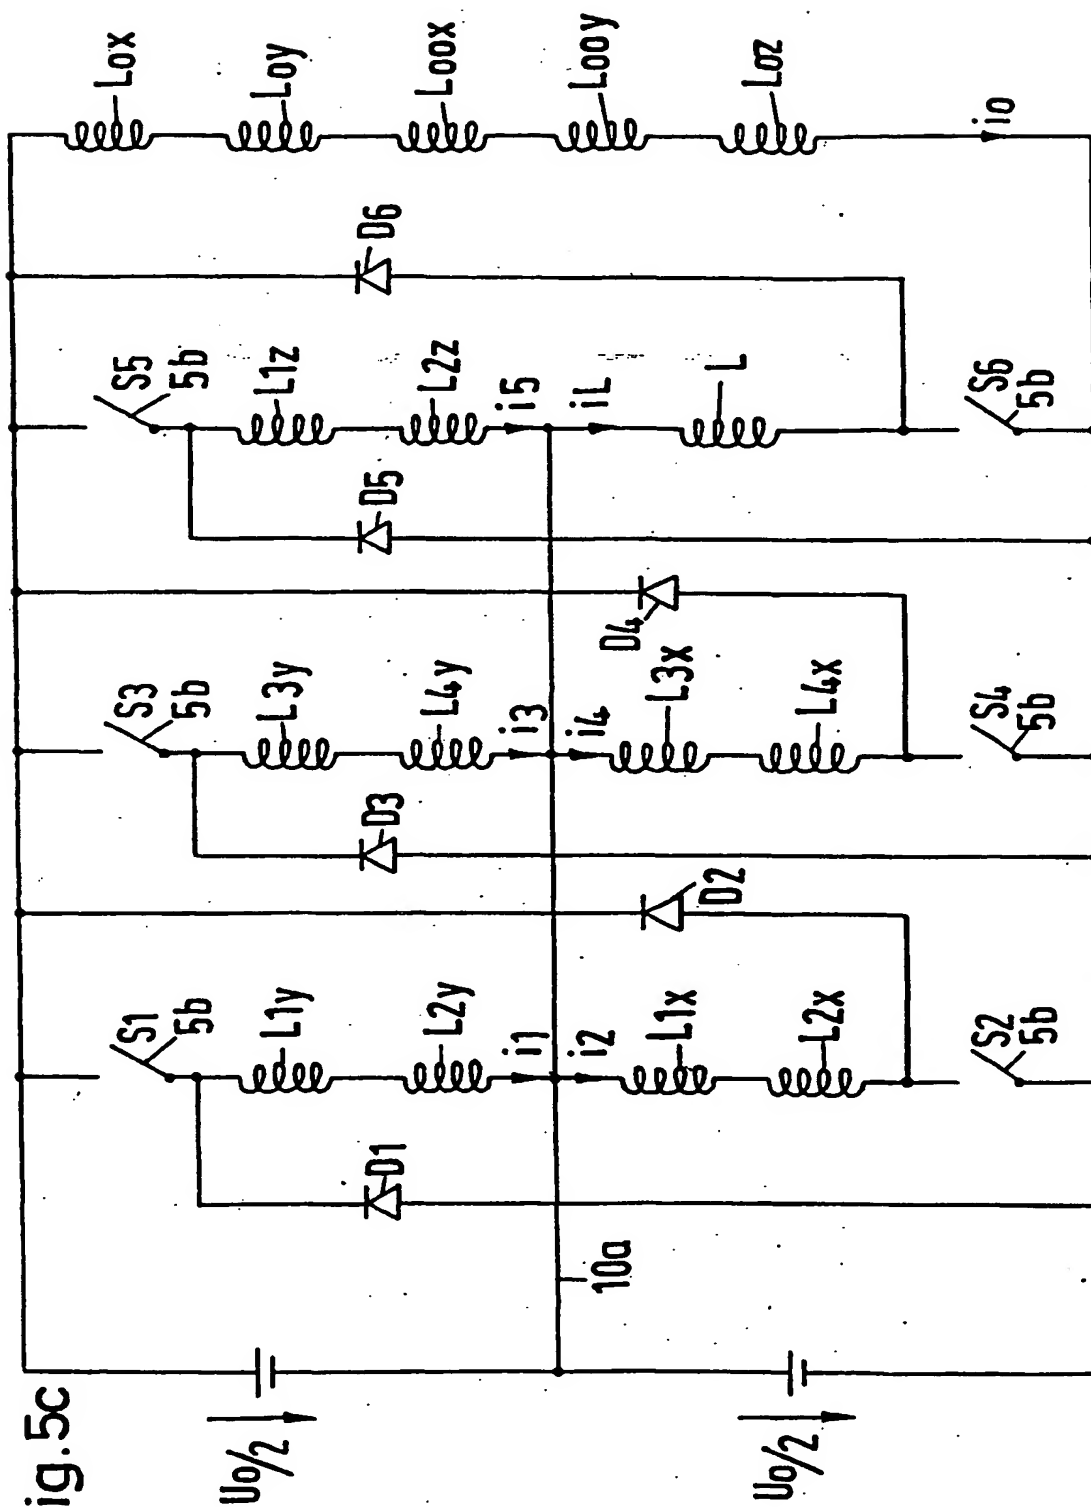 ig.5c
Uo/2
Uo/2
10a
D1
S1
5b
L1y
L2y
i1
i2
L1x
L2x
S2
5b
D2
D3
S3
5b
L3y
L4y
i3
i4
L3x
L4x
S4
5b
D4
D5
S5
5b
L1z
L2z
i5
iL
L
S6
5b
D6
Lox
Loy
Loox
Looy
Loz
io